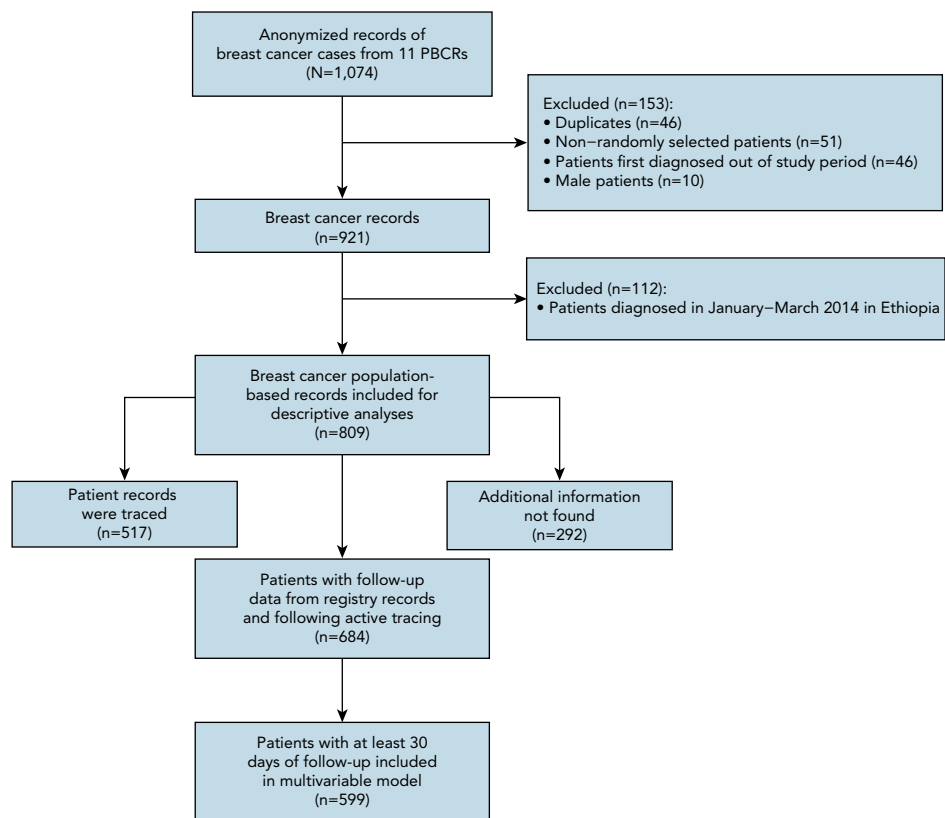 Anonymized records of
breast cancer cases from 11 PBCRs
(N=1,074)
Excluded (n=153):
• Duplicates (n=46)
• Non−randomly selected patients (n=51)
• Patients first diagnosed out of study period (n=46)
• Male patients (n=10)
Breast cancer records
(n=921)
Excluded (n=112):
• Patients diagnosed in January−March 2014 in Ethiopia
Breast cancer population-
based records included for
descriptive analyses
(n=809)
Patient records
were traced
(n=517)
Additional information
not found
(n=292)
Patients with follow-up
data from registry records
and following active tracing
(n=684)
Patients with at least 30
days of follow-up included
in multivariable model
(n=599)